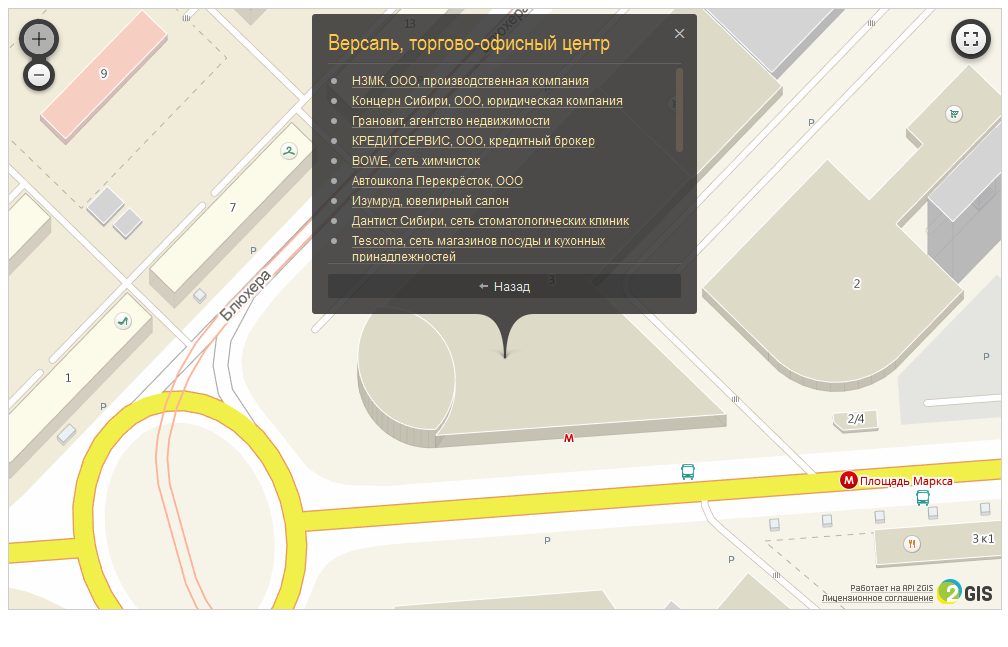 13
Блюхера
Версаль, торгово-офисный центр
НЗМК, ООО, производственная компания
Концерн Сибири, ООО, юридическая компания
Грановит, агентство недвижимости
КРЕДИТСЕРВИС, ООО, кредитный брокер
BOWE, сеть химчисток
Автошкола Перекрёсток, ООО
Изумруд, ювелирный салон
Дантист Сибири, сеть стоматологических клиник
Tescoma, сеть магазинов посуды и кухонных
принадлежностей
Назад
3
9
P
7
P
Блюхера
2
P
1
P
2/4
М
М Площадь Маркса
P
P
3 к1
Работает на API 2GIS
Лицензионное соглашение
2GIS